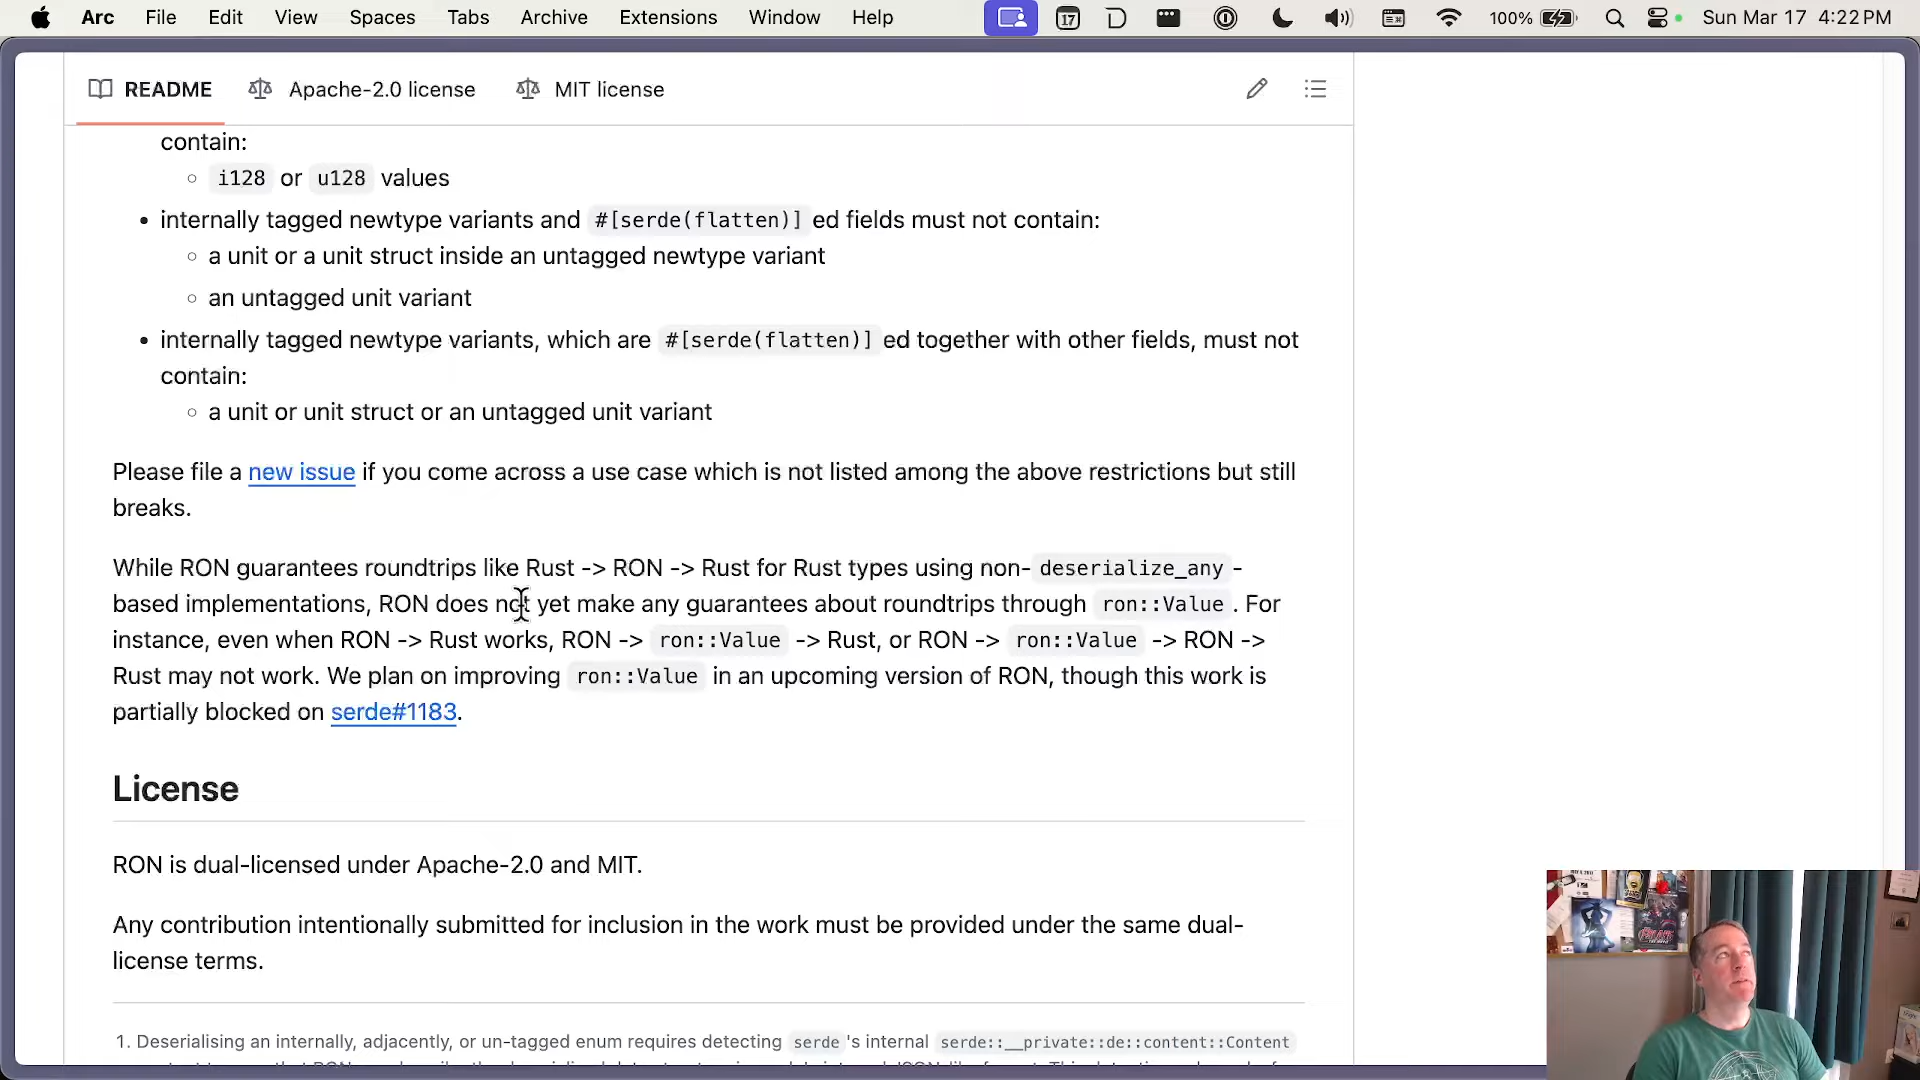 Arc File Edit View Spaces Tabs Archive Extensions Window Help 17 100% Sun Mar 17 4:22 PM
README Apache-2.0 license MIT license
contain:
i128 or u128 values
internally tagged newtype variants and #[serde(flatten)] ed fields must not contain:
a unit or a unit struct inside an untagged newtype variant
an untagged unit variant
internally tagged newtype variants, which are #[serde(flatten)] ed together with other fields, must not
contain:
a unit or unit struct or an untagged unit variant
Please file a new issue if you come across a use case which is not listed among the above restrictions but still
breaks.
While RON guarantees roundtrips like Rust -> RON -> Rust for Rust types using non- deserialize_any -
based implementations, RON does not yet make any guarantees about roundtrips through ron::Value . For
instance, even when RON -> Rust works, RON -> ron::Value -> Rust, or RON -> ron::Value -> RON ->
Rust may not work. We plan on improving ron::Value in an upcoming version of RON, though this work is
partially blocked on serde#1183.
License
RON is dual-licensed under Apache-2.0 and MIT.
Any contribution intentionally submitted for inclusion in the work must be provided under the same dual-
license terms.
1. Deserialising an internally, adjacently, or un-tagged enum requires detecting serde 's internal serde::__private::de::content::Content